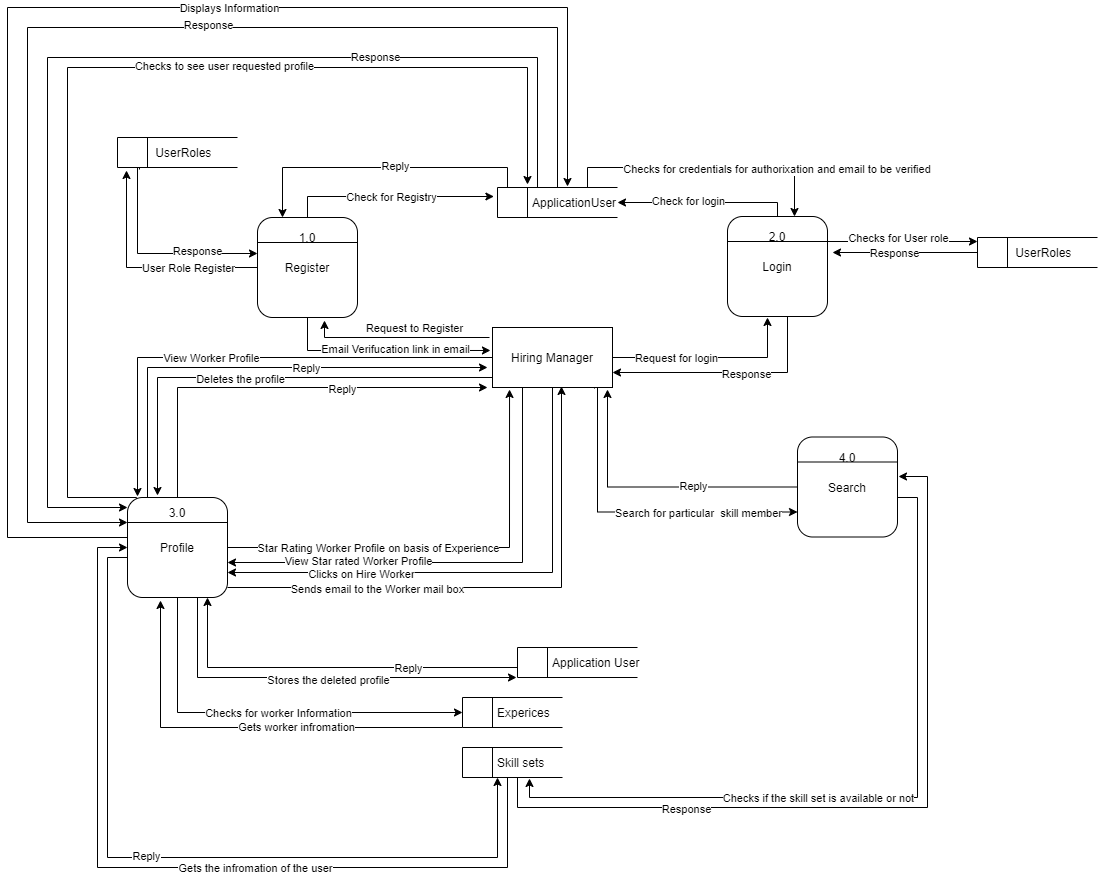 Displays Information
Response
Response
Checks to see user requested profile
UserRoles
Reply
Checks for credentials for authorixation and email to be verified
Check for Registry
ApplicationUser
Check for login
1.0
2.0
Checks for User role
Response
Response
UserRoles
User Role Register
Register
Login
Request to Register
Email Verifucation link in email
Hiring Manager
View Worker Profile
Request for login
Reply
Response
Deletes the profile
Reply
4.0
Reply
Search
Search for particular  skill member
3.0
Profile
Star Rating Worker Profile on basis of Experience
View Star rated Worker Profile
Clicks on Hire Worker
Sends email to the Worker mail box
Reply
Application User
Stores the deleted profile
Checks for worker Information
Experices
Gets worker infromation
Skill sets
Checks if the skill set is available or not
Response
Reply
Gets the infromation of the user